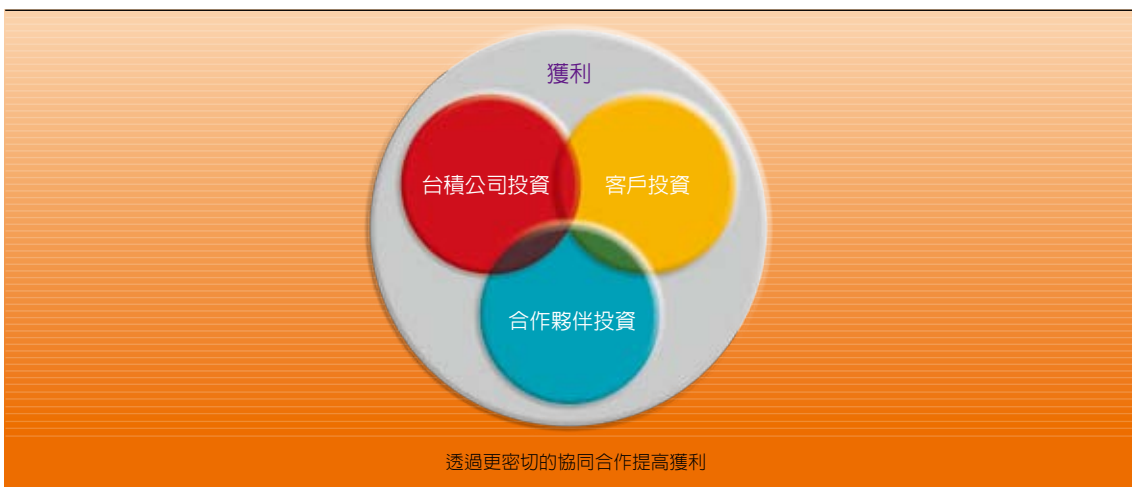 獲利
台積公司投資
客戶投資
合作夥伴投資
透過更密切的協同合作提高獲利